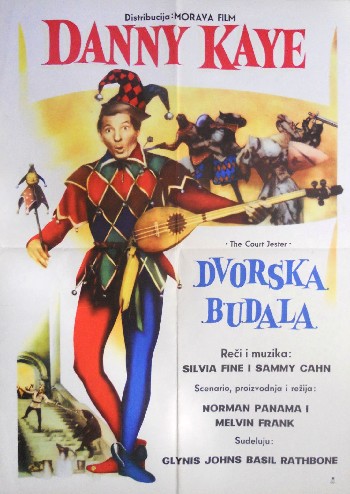 Distribucija: MORAVA FILM
DANNY KAYE
- The Court Jester -
DVORSKA
BUDALA
Reči i muzika:
SILVIA FINE I SAMMY CAHN
Scenario, proizvodnja i režija:
NORMAN PANAMA I
MELVIN FRANK
Sudeluju:
GLYNIS JOHNS BASIL RATHBONE